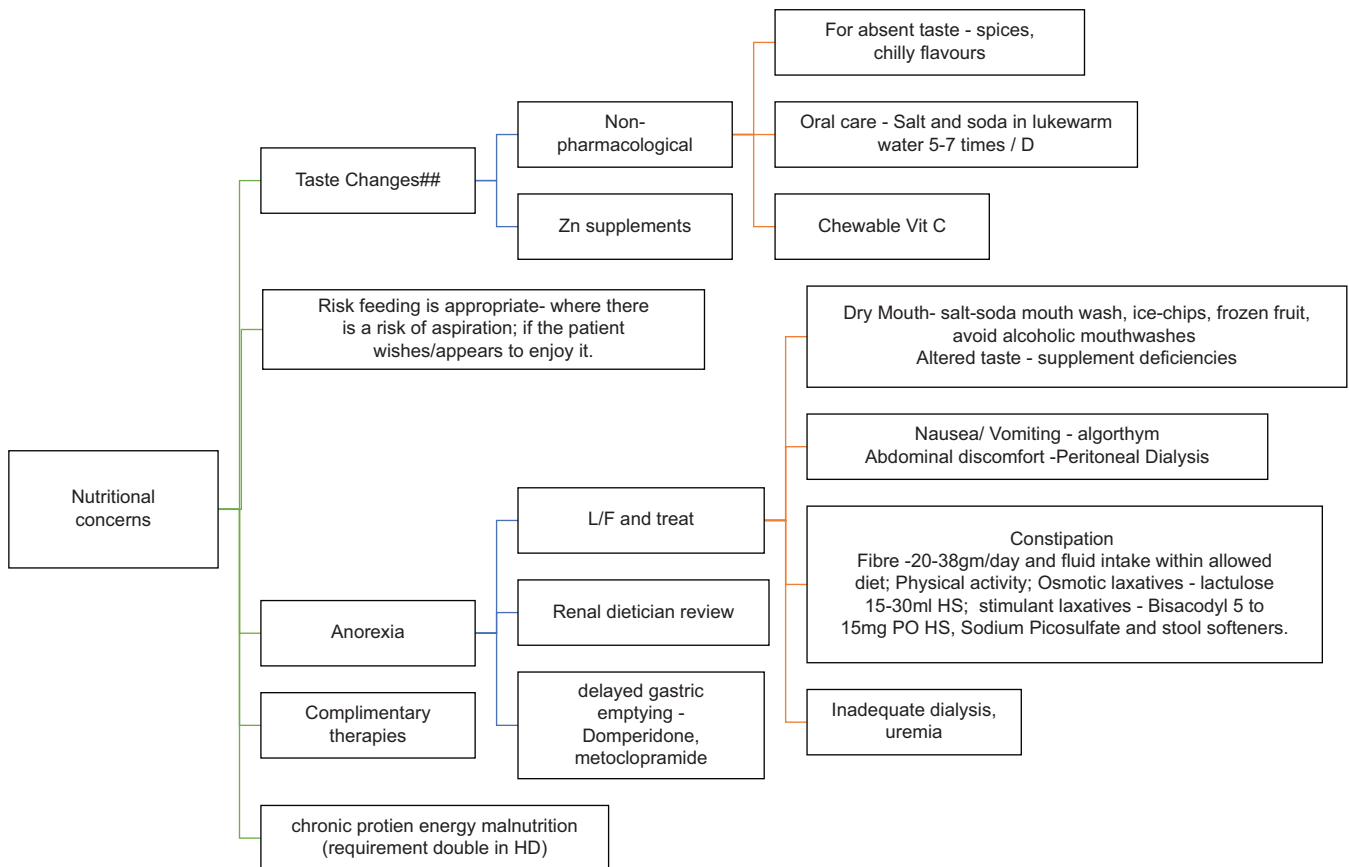 Nutritional
concerns
Taste Changes##
Non-
pharmacological
For absent taste - spices,
chilly flavours
Oral care - Salt and soda in lukewarm
water 5-7 times / D
Chewable Vit C
Zn supplements
Risk feeding is appropriate- where there
is a risk of aspiration; if the patient
wishes/appears to enjoy it.
Anorexia
L/F and treat
Dry Mouth- salt-soda mouth wash, ice-chips, frozen fruit,
avoid alcoholic mouthwashes
Altered taste - supplement deficiencies
Nausea/ Vomiting - algorthym
Abdominal discomfort -Peritoneal Dialysis
Constipation
Fibre -20-38gm/day and fluid intake within allowed
diet; Physical activity; Osmotic laxatives - lactulose
15-30ml HS; stimulant laxatives - Bisacodyl 5 to
15mg PO HS, Sodium Picosulfate and stool softeners.
Inadequate dialysis,
uremia
Renal dietician review
delayed gastric
emptying -
Domperidone,
metoclopramide
Complimentary
therapies
chronic protien energy malnutrition
(requirement double in HD)